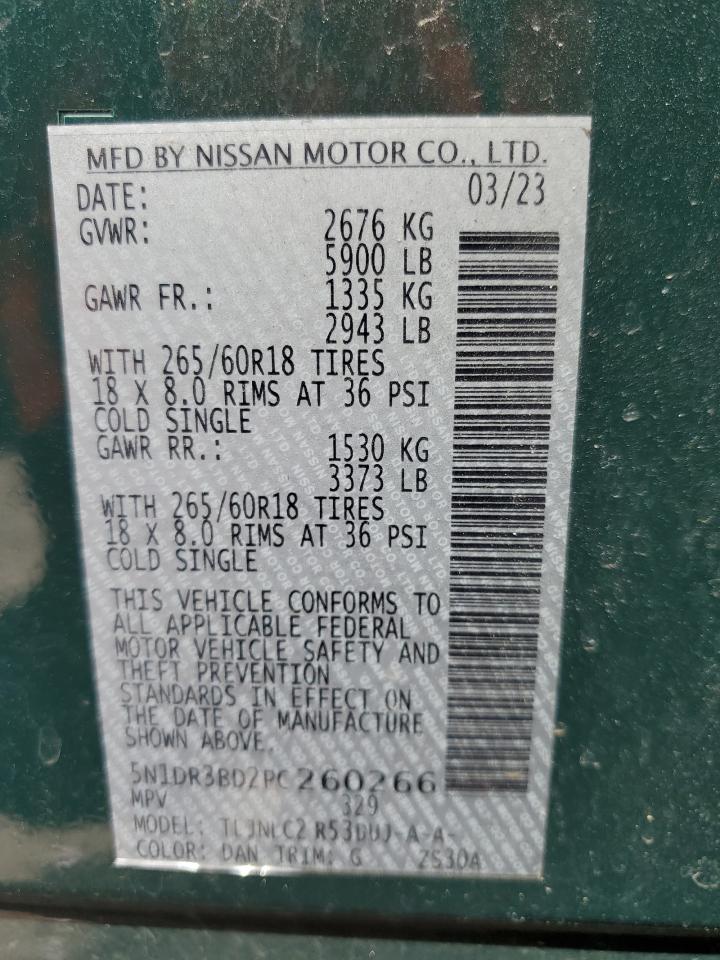 MFD BY NISSAN MOTOR CO., LTD.
DATE: 03/23
GVWR: 2676 KG
5900 LB
GAWR FR.: 1335 KG
2943 LB
WITH 265/60R18 TIRES
18 X 8.0 RIMS AT 36 PSI
COLD SINGLE
GAWR RR.: 1530 KG
3373 LB
WITH 265/60R18 TIRES
18 X 8.0 RIMS AT 36 PSI
COLD SINGLE
THIS VEHICLE CONFORMS TO
ALL APPLICABLE FEDERAL
MOTOR VEHICLE SAFETY AND
THEFT PREVENTION
STANDARDS IN EFFECT ON
THE DATE OF MANUFACTURE
SHOWN ABOVE.
5N1DR3BD2PC260266
MPV 329
MODEL: TLJNLC2 R53DUJ-A-A-
COLOR: DAN TRIM: G 2S30A